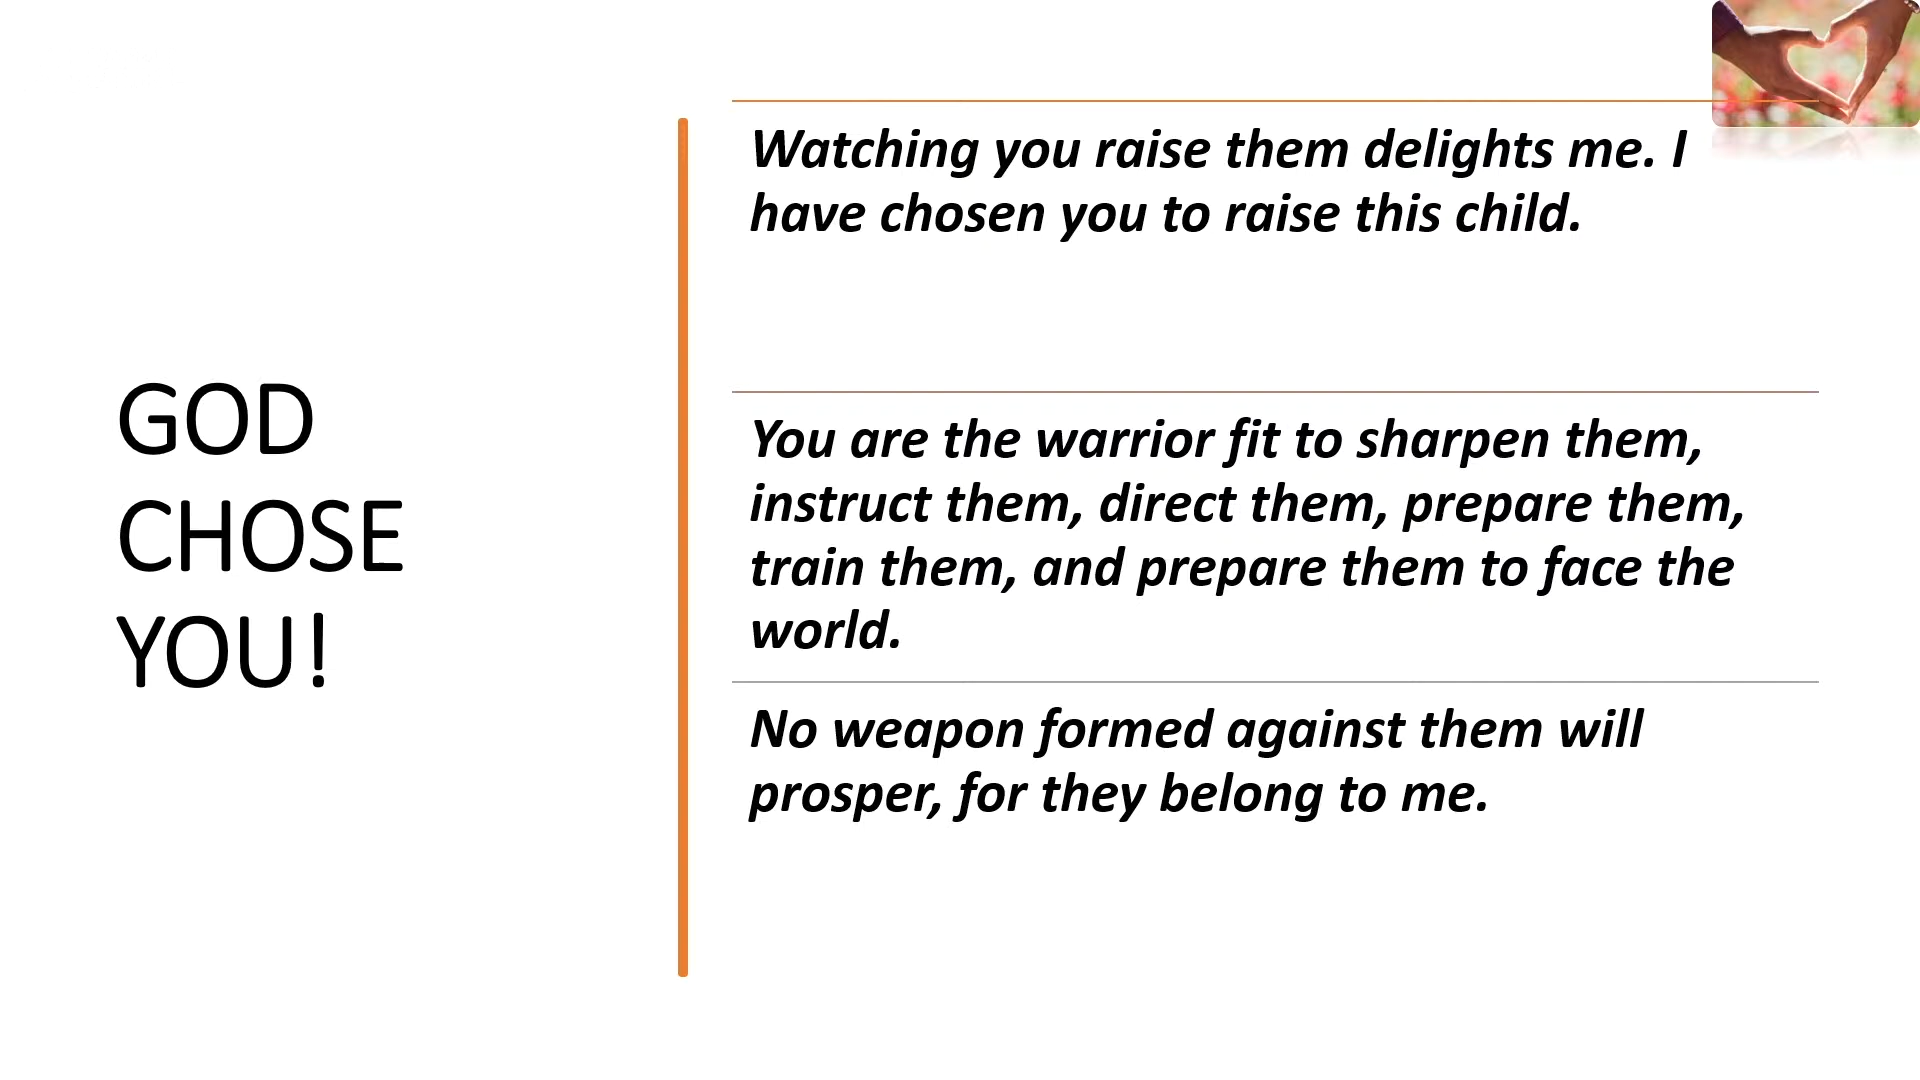 GOD
CHOSE
YOU!
Watching you raise them delights me. I
have chosen you to raise this child.
You are the warrior fit to sharpen them,
instruct them, direct them, prepare them,
train them, and prepare them to face the
world.
No weapon formed against them will
prosper, for they belong to me.